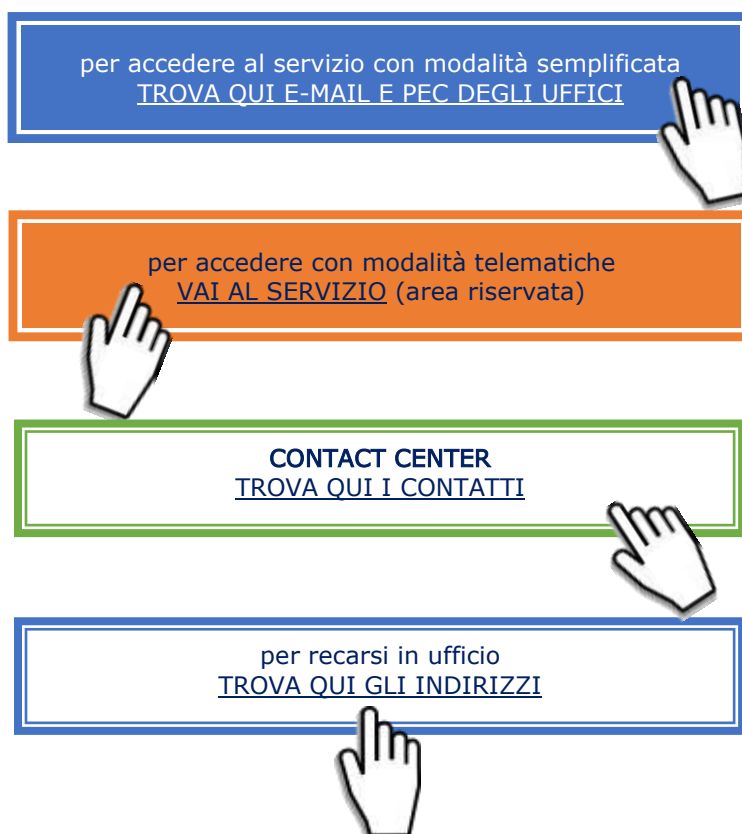 per accedere al servizio con modalità semplificata
TROVA QUI E-MAIL E PEC DEGLI UFFICI
per accedere con modalità telematiche
VAI AL SERVIZIO (area riservata)
CONTACT CENTER
TROVA QUI I CONTATTI
per recarsi in ufficio
TROVA QUI GLI INDIRIZZI